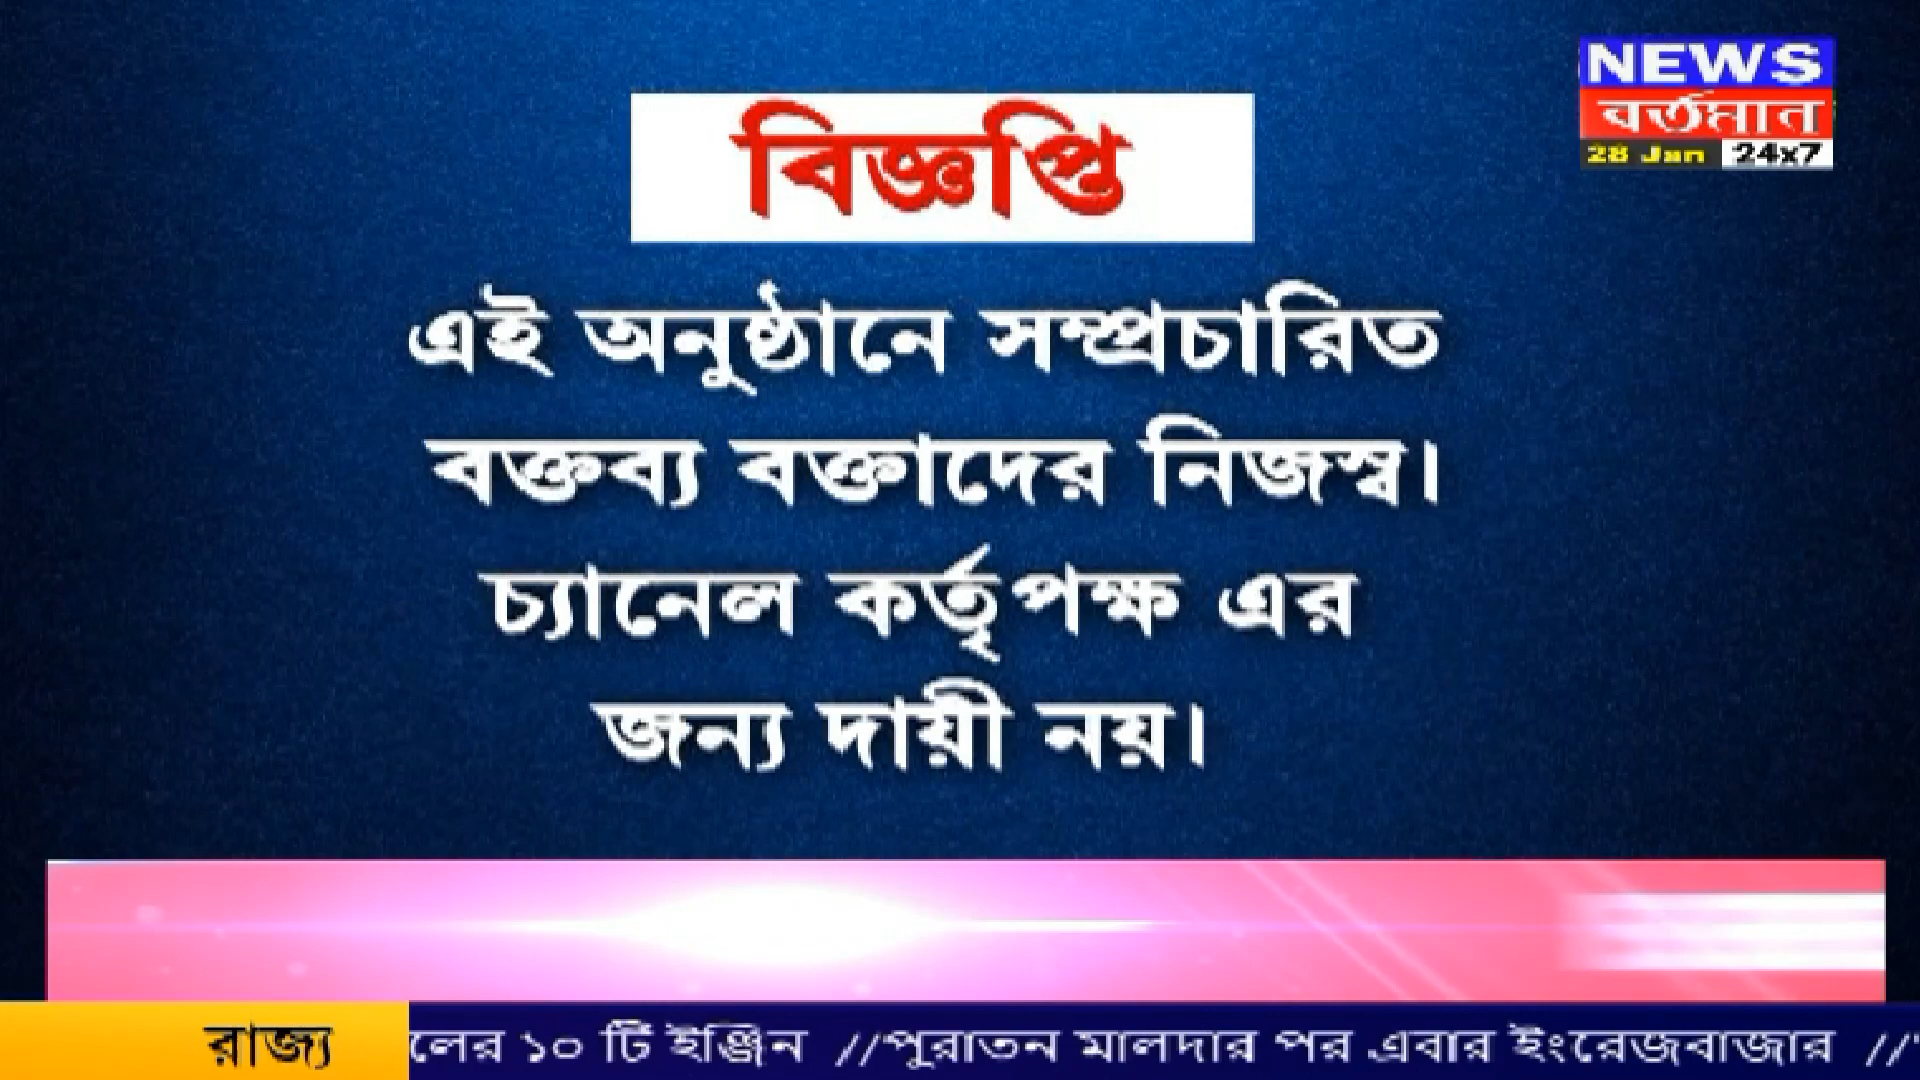 NEWS
বর্তমান
28 Jan 24x7
বিজ্ঞপ্তি
এই অনুষ্ঠানে সম্প্রচারিত
বক্তব্য বক্তাদের নিজস্ব।
চ্যানেল কর্তৃপক্ষ এর
জন্য দায়ী নয়।
রাজ্য লের ১০ টি ইঞ্জিন //পুরাতন মালদার পর এবার ইংরেজবাজার //